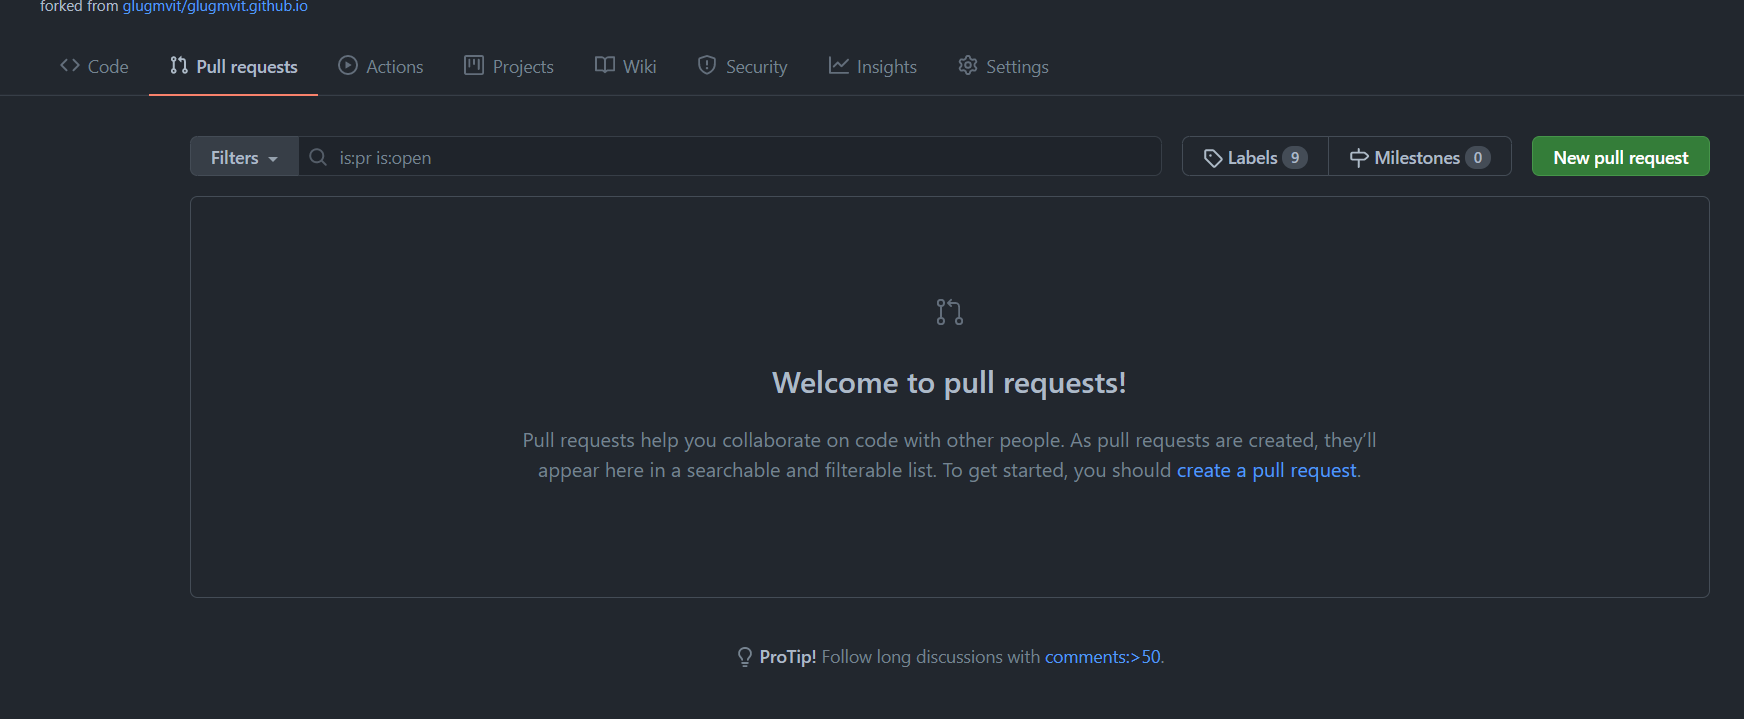 forked from glugmvit/glugmvit.github.io
Code Pull requests Actions Projects Wiki Security Insights Settings
Filters is:pr is:open Labels 9 Milestones 0 New pull request
Welcome to pull requests!
Pull requests help you collaborate on code with other people. As pull requests are created, they’ll
appear here in a searchable and filterable list. To get started, you should create a pull request.
ProTip! Follow long discussions with comments:>50.